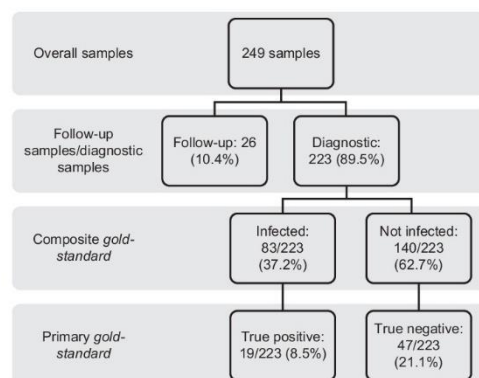 Overall samples
249 samples
Follow-up
samples/diagnostic
samples
Follow-up: 26
(10.4%)
Diagnostic:
223 (89.5%)
Composite gold-
standard
Infected:
83/223
(37.2%)
Not infected:
140/223
(62.7%)
Primary gold-
standard
True positive:
19/223 (8.5%)
True negative:
47/223
(21.1%)